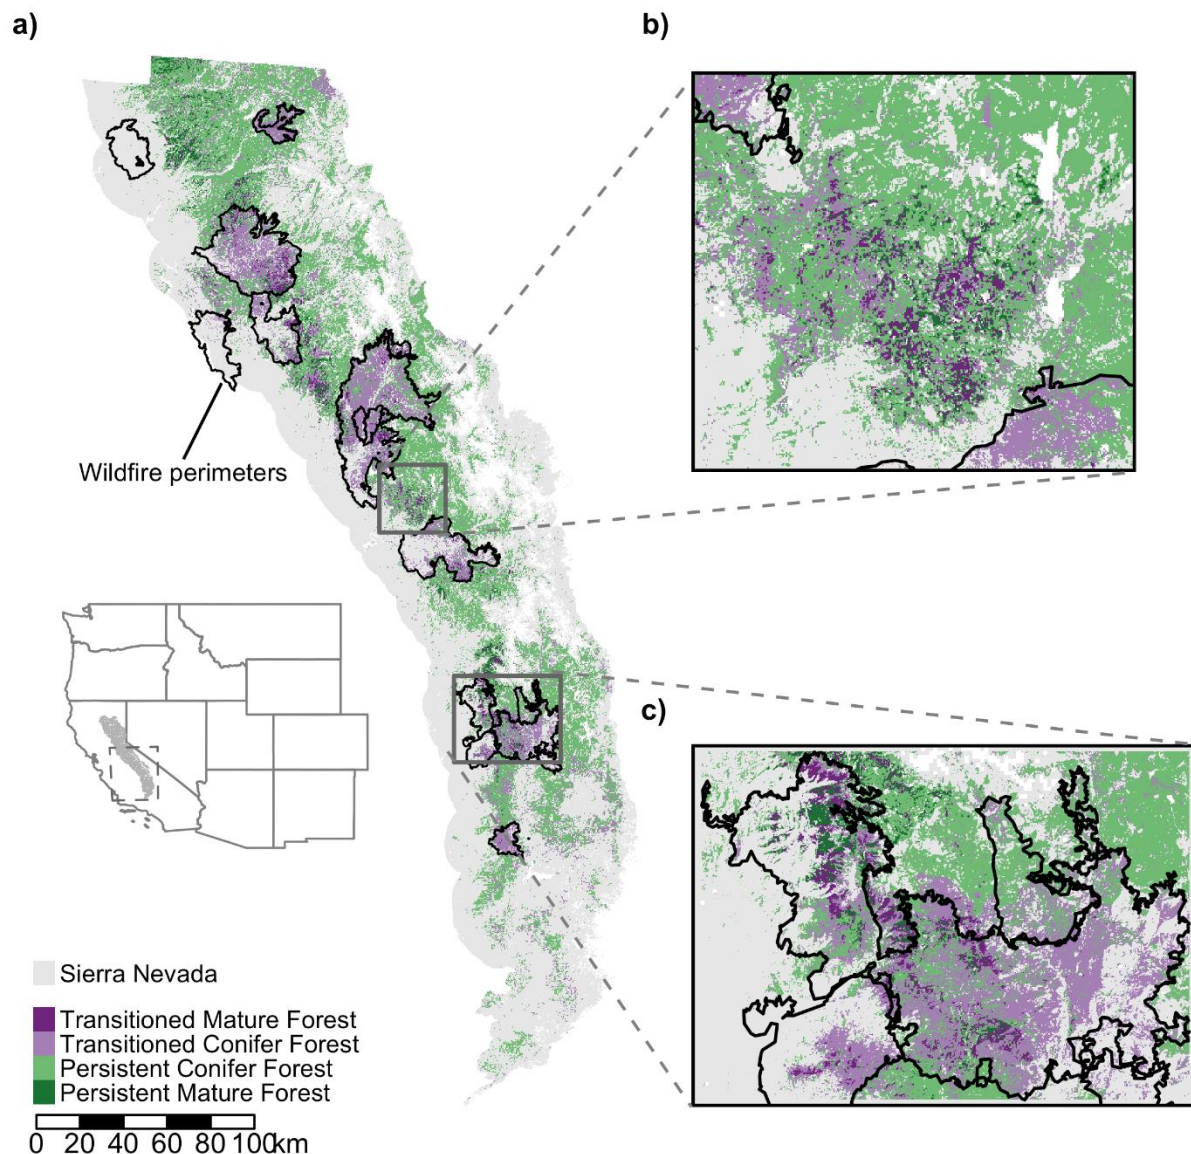 a)
b)
Wildfire perimeters
c)
Sierra Nevada
Transitioned Mature Forest
Transitioned Conifer Forest
Persistent Conifer Forest
Persistent Mature Forest
0 20 40 60 80 100km